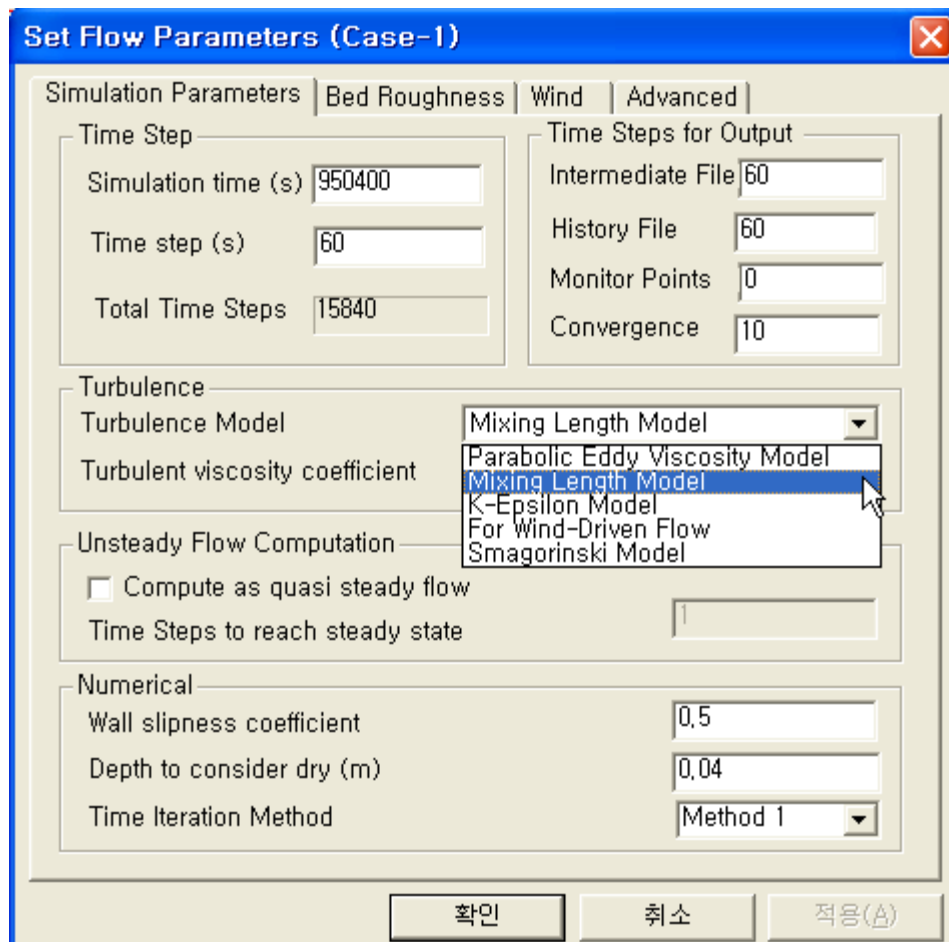 Set Flow Parameters (Case-1)
Simulation Parameters
Bed Roughness
Wind
Advanced
Time Step
Simulation time (s)
950400
Time step (s)
60
Total Time Steps
15840
Time Steps for Output
Intermediate File
60
History File
60
Monitor Points
0
Convergence
10
Turbulence
Turbulence Model
Mixing Length Model
Turbulent viscosity coefficient
Parabolic Eddy Viscosity Model
Mixing Length Model
K-Epsilon Model
For Wind-Driven Flow
Smagorinski Model
Unsteady Flow Computation
Compute as quasi steady flow
Time Steps to reach steady state
1
Numerical
Wall slipness coefficient
0,5
Depth to consider dry (m)
0,04
Time Iteration Method
Method 1
확인
취소
적용(A)